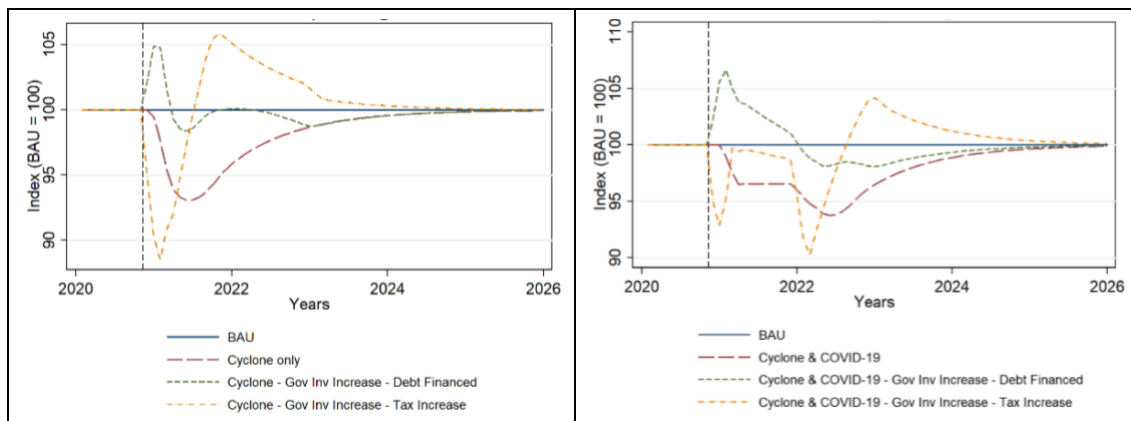 Index (BAU = 100)
105
100
95
90
2020
2022
2024
2026
Years
BAU
Cyclone only
Cyclone - Gov Inv Increase - Debt Financed
Cyclone - Gov Inv Increase - Tax Increase
Index (BAU = 100)
110
105
100
95
90
2020
2022
2024
2026
Years
BAU
Cyclone & COVID-19
Cyclone & COVID-19 - Gov Inv Increase - Debt Financed
Cyclone & COVID-19 - Gov Inv Increase - Tax Increase